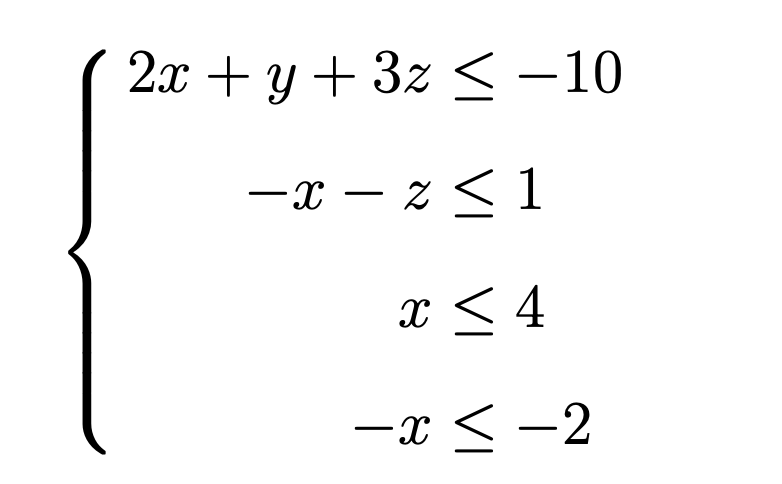 2x + y + 3z ≤ −10
−x − z ≤ 1
x ≤ 4
−x ≤ −2